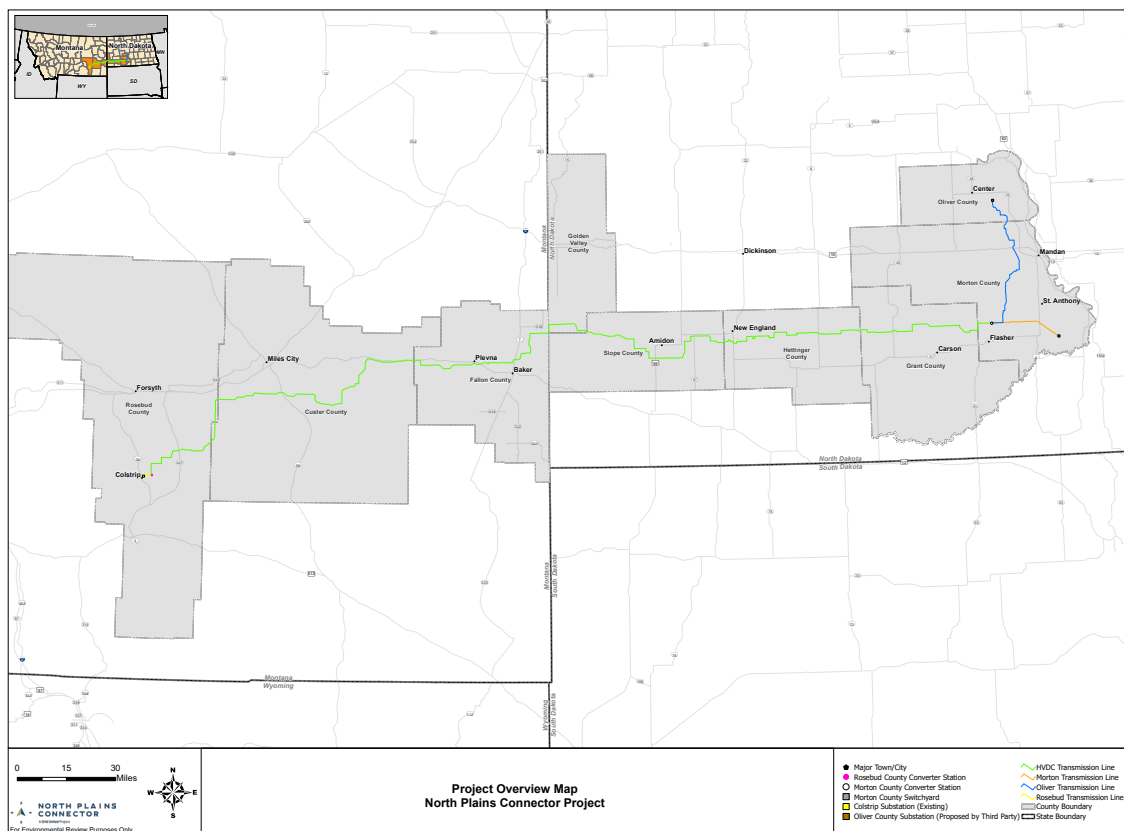 Montana
North Dakota
MN
ID
WY
SD
Montana
North Dakota
Center
Oliver County
Golden
Valley
County
Dickinson
Mandan
Morton County
St. Anthony
New England
Amidon
Slope County
Hettinger
County
Carson
Flasher
Grant County
Miles City
Plevna
Baker
Fallon County
Forsyth
Rosebud
County
Custer County
Colstrip
North Dakota
South Dakota
Montana
South Dakota
Montana
Wyoming
Wyoming
South Dakota
0 15 30
Miles
N
W E
S
NORTH PLAINS
CONNECTOR
For Environmental Review Purposes Only
Project Overview Map
North Plains Connector Project
Major Town/City
Rosebud County Converter Station
Morton County Converter Station
Morton County Switchyard
Colstrip Substation (Existing)
Oliver County Substation (Proposed by Third Party)
HVDC Transmission Line
Morton Transmission Line
Oliver Transmission Line
Rosebud Transmission Line
County Boundary
State Boundary